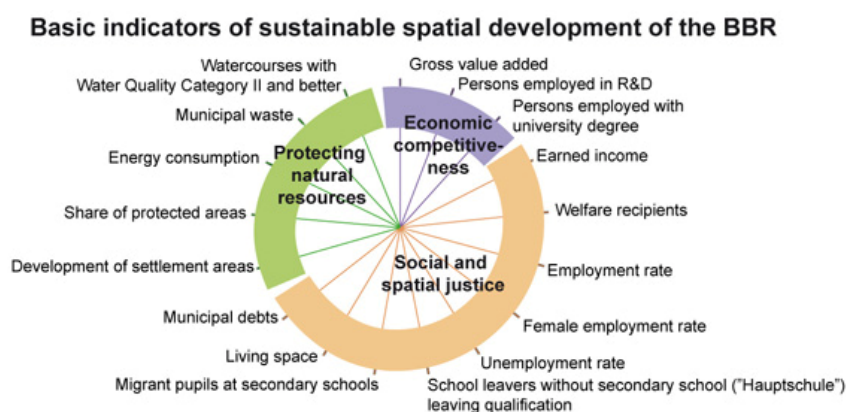 Basic indicators of sustainable spatial development of the BBR
Watercourses with
Water Quality Category II and better
Municipal waste
Energy consumption
Share of protected areas
Development of settlement areas
Gross value added
Persons employed in R&D
Persons employed with
university degree
Earned income
Welfare recipients
Employment rate
Female employment rate
Unemployment rate
School leavers without secondary school ("Hauptschule")
leaving qualification
Migrant pupils at secondary schools
Living space
Municipal debts
Protecting
natural
resources
Economic
competitive-
ness
Social and
spatial justice